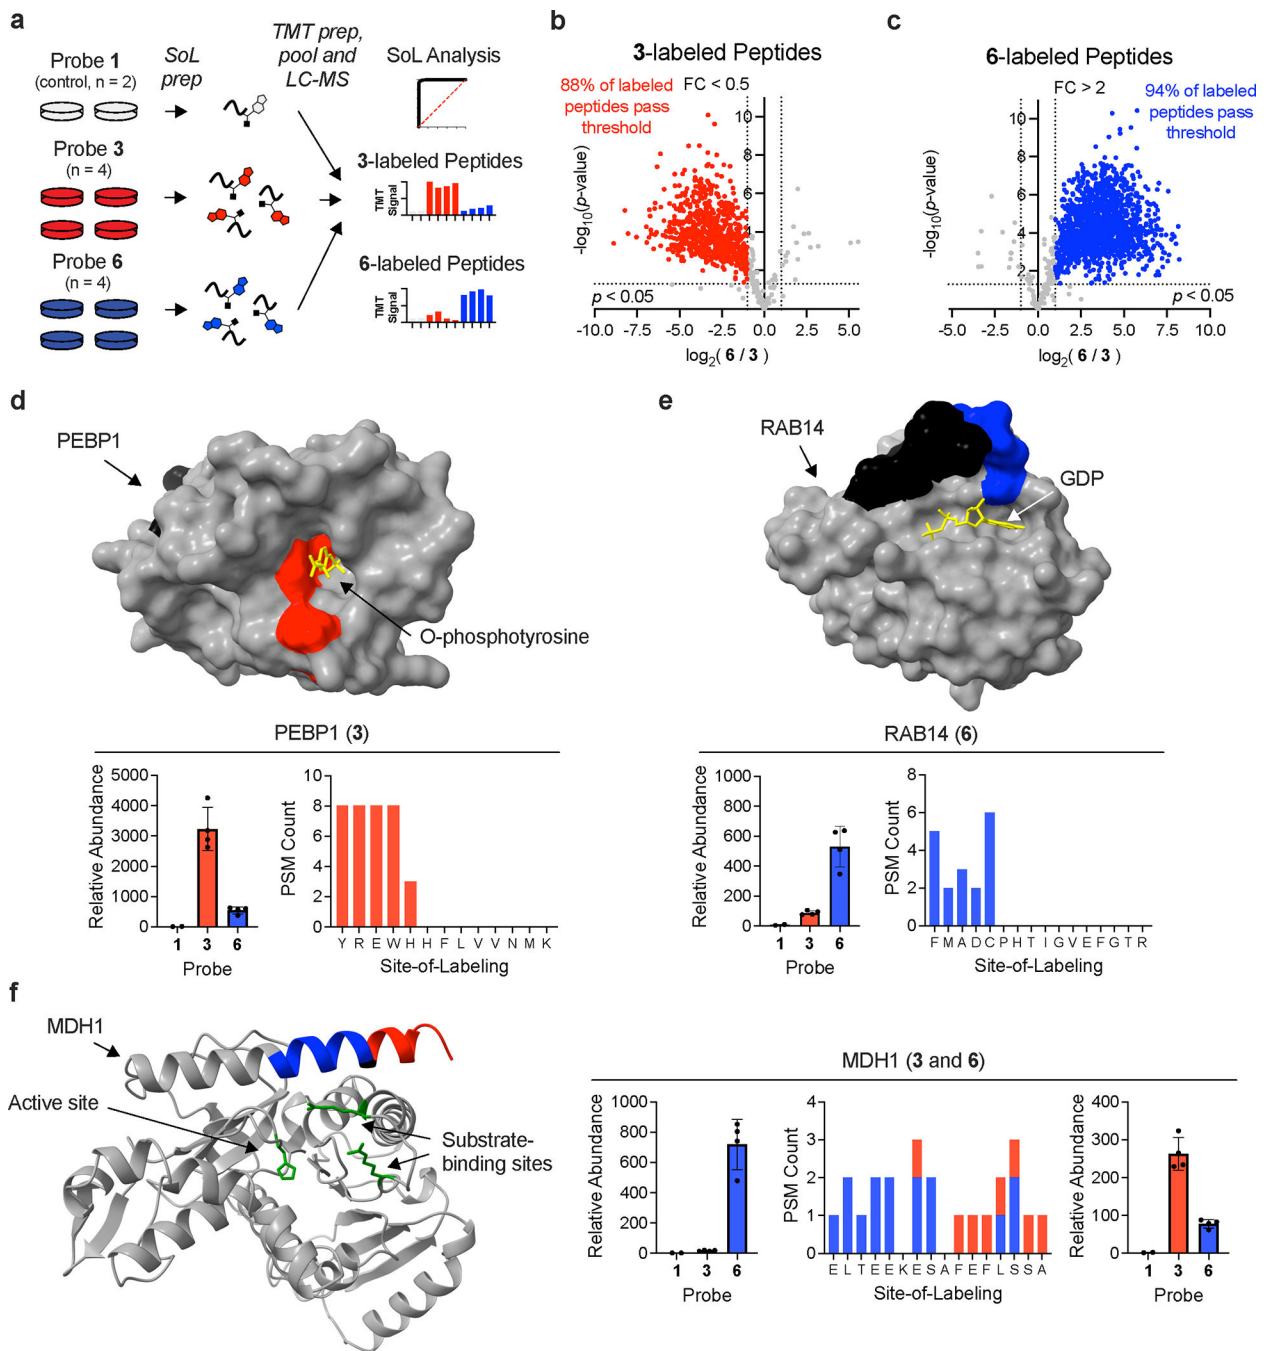 a
Probe 1
(control, n = 2)
SoL
prep
TMT prep,
pool and
LC-MS
SoL Analysis
Probe 3
(n = 4)
3-labeled Peptides
TMT
Signal
Probe 6
(n = 4)
6-labeled Peptides
TMT
Signal
b
3-labeled Peptides
88% of labeled
peptides pass
threshold
FC < 0.5
-log10(p-value)
10
8
6
4
2
p < 0.05
-10.0 -7.5 -5.0 -2.5 0.0 2.5 5.0
log2( 6 / 3 )
c
6-labeled Peptides
FC > 2
94% of labeled
peptides pass
threshold
-log10(p-value)
10
8
6
4
2
p < 0.05
-5.0 -2.5 0.0 2.5 5.0 7.5 10.0
log2( 6 / 3 )
d
PEBP1
O-phosphotyrosine
PEBP1 (3)
Relative Abundance
5000
4000
3000
2000
1000
0
1 3 6
Probe
PSM Count
10
8
6
4
2
0
Y R E W H H F L V V N M K
Site-of-Labeling
e
RAB14
GDP
RAB14 (6)
Relative Abundance
1000
800
600
400
200
0
1 3 6
Probe
PSM Count
8
6
4
2
0
F M A D C P H T I G V E F G T R
Site-of-Labeling
f
MDH1
Active site
Substrate-
binding sites
MDH1 (3 and 6)
Relative Abundance
1000
800
600
400
200
0
1 3 6
Probe
PSM Count
4
3
2
1
0
E L T E E K E S A F E F L S S A
Site-of-Labeling
Relative Abundance
400
300
200
100
0
1 3 6
Probe